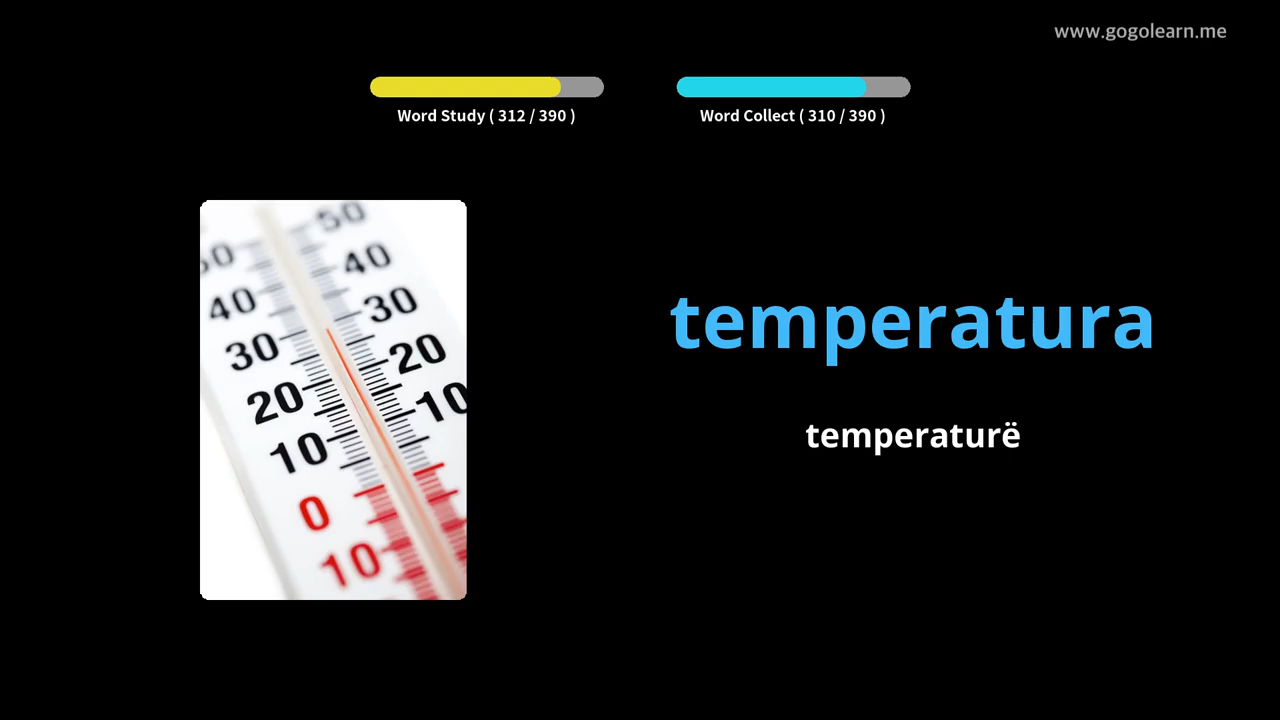 www.gogolearn.me
Word Study ( 312 / 390 )
Word Collect ( 310 / 390 )
50
40
40
30
30
20
20
10
10
0
10
temperatura
temperaturë